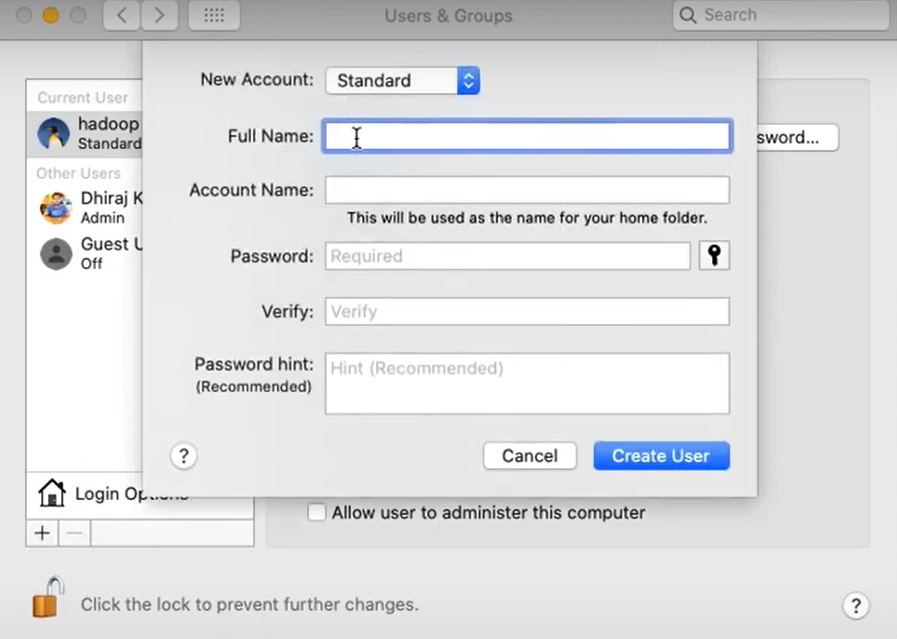 Users & Groups
Search
Current User
hadoop
Standard
Other Users
Dhiraj K
Admin
Guest U
Off
Login Options
New Account: Standard
Full Name:
Account Name:
This will be used as the name for your home folder.
Password: Required
Verify: Verify
Password hint: Hint (Recommended)
(Recommended)
? Cancel Create User
Allow user to administer this computer
Click the lock to prevent further changes.
?